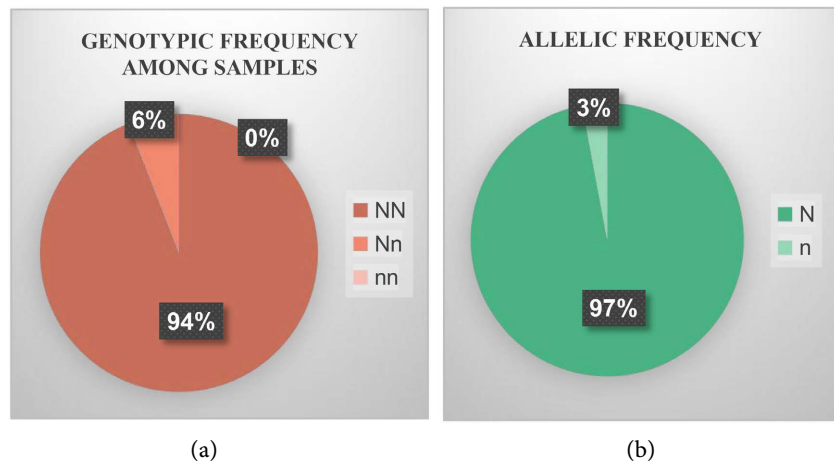 GENOTYPIC FREQUENCY
AMONG SAMPLES
6%
0%
94%
NN
Nn
nn
(a)
ALLELIC FREQUENCY
3%
97%
N
n
(b)